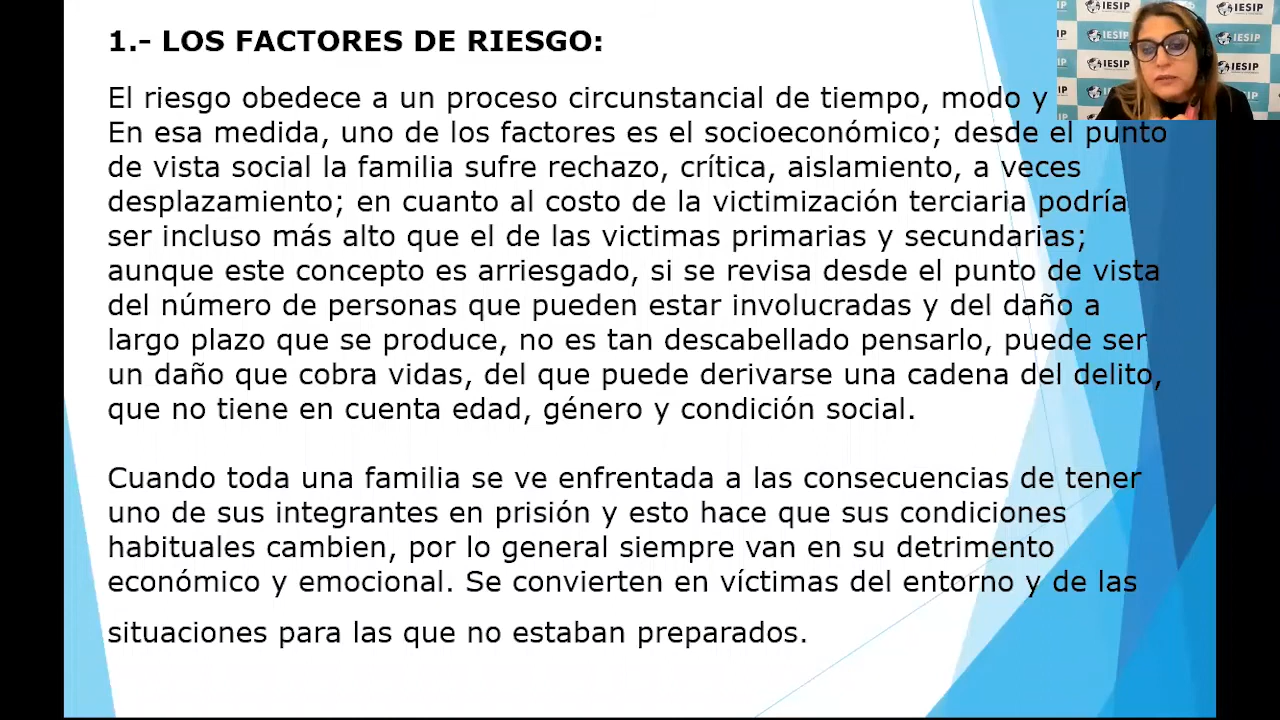 1.- LOS FACTORES DE RIESGO:
El riesgo obedece a un proceso circunstancial de tiempo, modo y
En esa medida, uno de los factores es el socioeconómico; desde el punto
de vista social la familia sufre rechazo, crítica, aislamiento, a veces
desplazamiento; en cuanto al costo de la victimización terciaria podría
ser incluso más alto que el de las victimas primarias y secundarias;
aunque este concepto es arriesgado, si se revisa desde el punto de vista
del número de personas que pueden estar involucradas y del daño a
largo plazo que se produce, no es tan descabellado pensarlo, puede ser
un daño que cobra vidas, del que puede derivarse una cadena del delito,
que no tiene en cuenta edad, género y condición social.
Cuando toda una familia se ve enfrentada a las consecuencias de tener
uno de sus integrantes en prisión y esto hace que sus condiciones
habituales cambien, por lo general siempre van en su detrimento
económico y emocional. Se convierten en víctimas del entorno y de las
situaciones para las que no estaban preparados.
IESIP
IESIP
IESIP
IESIP
IESIP
IESIP